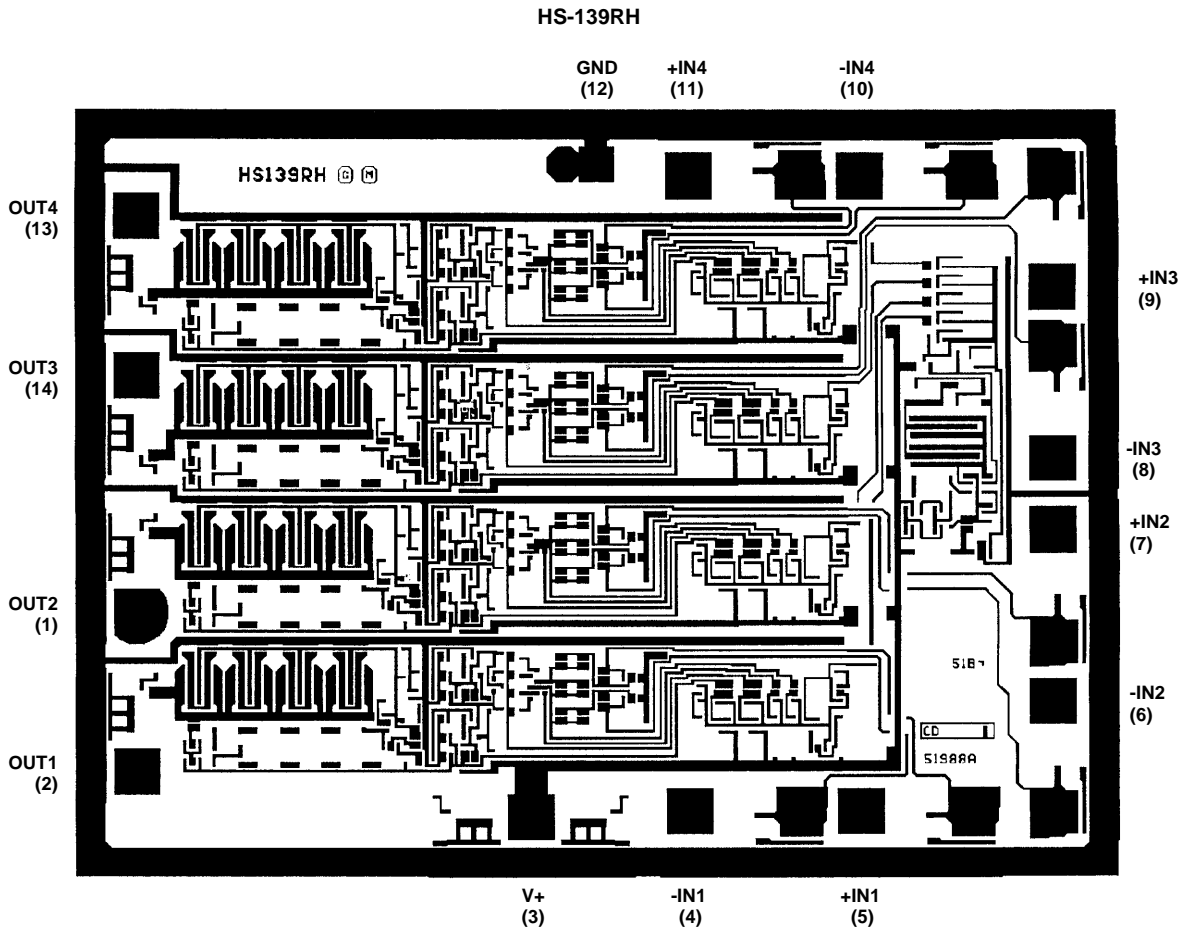 HS-139RH
GND
(12)
+IN4
(11)
-IN4
(10)
HS139RH G M
OUT4
(13)
+IN3
(9)
OUT3
(14)
-IN3
(8)
+IN2
(7)
OUT2
(1)
-IN2
(6)
CD
51988A
OUT1
(2)
V+
(3)
-IN1
(4)
+IN1
(5)